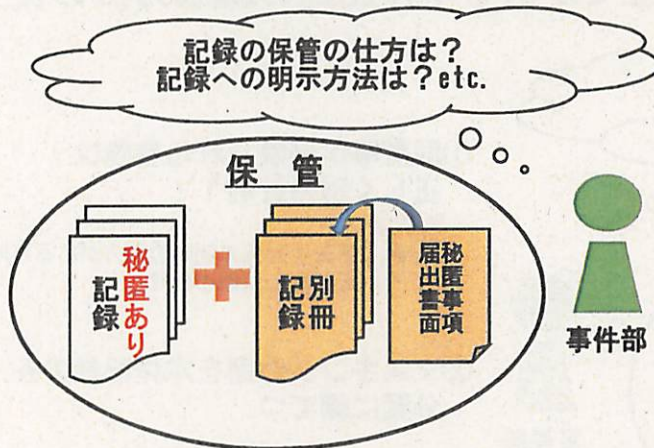 記録の保管の仕方は?
記録への明示方法は?etc.
保管
秘匿あり
記録
別冊
記録
秘匿事項
届出書面
事件部